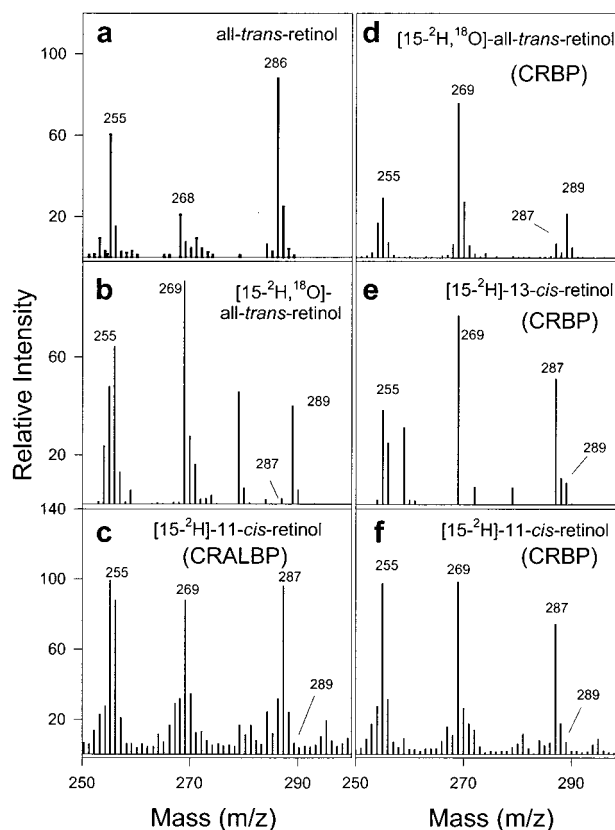 Relative Intensity
a
all-trans-retinol
100
60
20
255
268
286
b
[15-²H,¹⁸O]-
all-trans-retinol
60
20
255
269
287
289
c
[15-²H]-11-cis-retinol
(CRALBP)
140
100
60
20
255
269
287
289
250
270
290
Mass (m/z)
d
[15-²H,¹⁸O]-all-trans-retinol
(CRBP)
255
269
287
289
e
[15-²H]-13-cis-retinol
(CRBP)
255
269
287
289
f
[15-²H]-11-cis-retinol
(CRBP)
255
269
287
289
250
270
290
Mass (m/z)